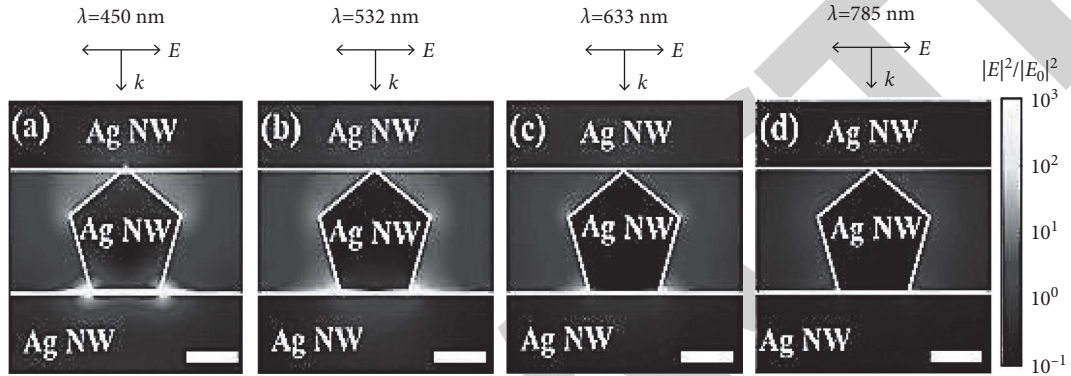 λ=450 nm
λ=532 nm
λ=633 nm
λ=785 nm
E
E
E
E
k
k
k
k
|E|²/|E₀|²
(a)
Ag NW
Ag NW
Ag NW
(b)
Ag NW
Ag NW
Ag NW
(c)
Ag NW
Ag NW
Ag NW
(d)
Ag NW
Ag NW
Ag NW
10³
10²
10¹
10⁰
10⁻¹